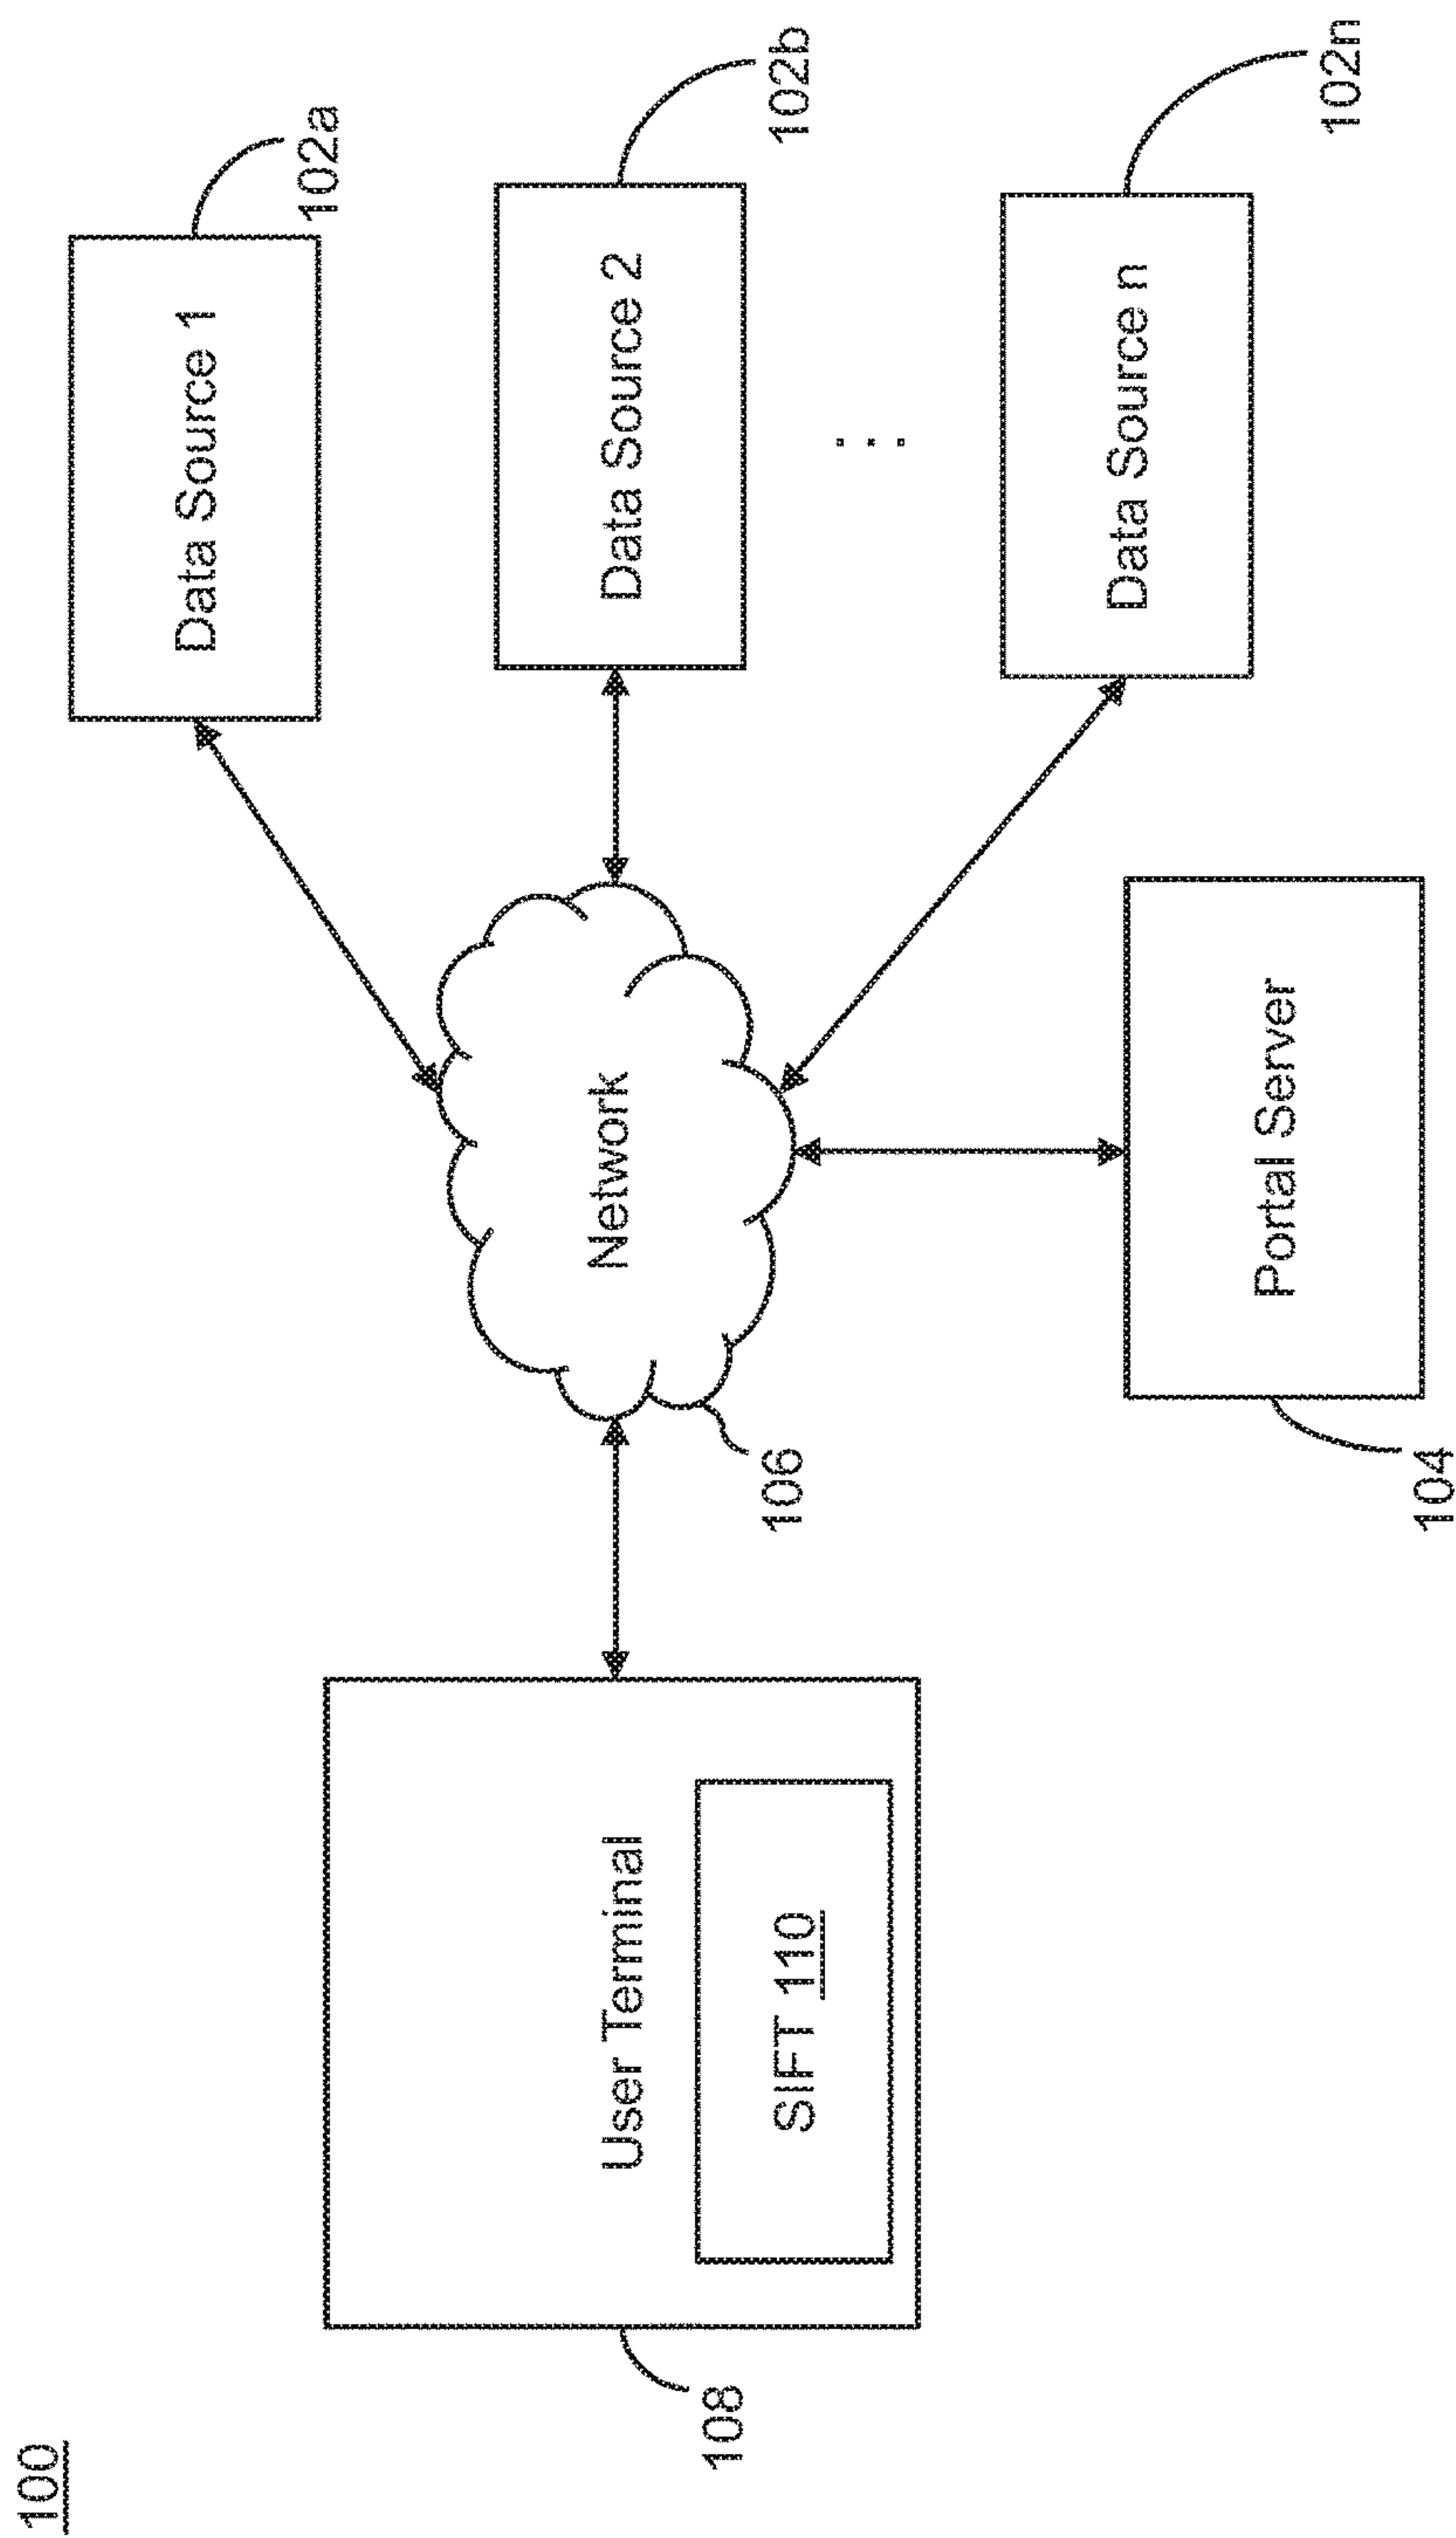 100
Data Source 1
102a
User Terminal
Network
Data Source 2
102b
SIFT 110
108
106
. . .
Portal Server
Data Source n
102n
104